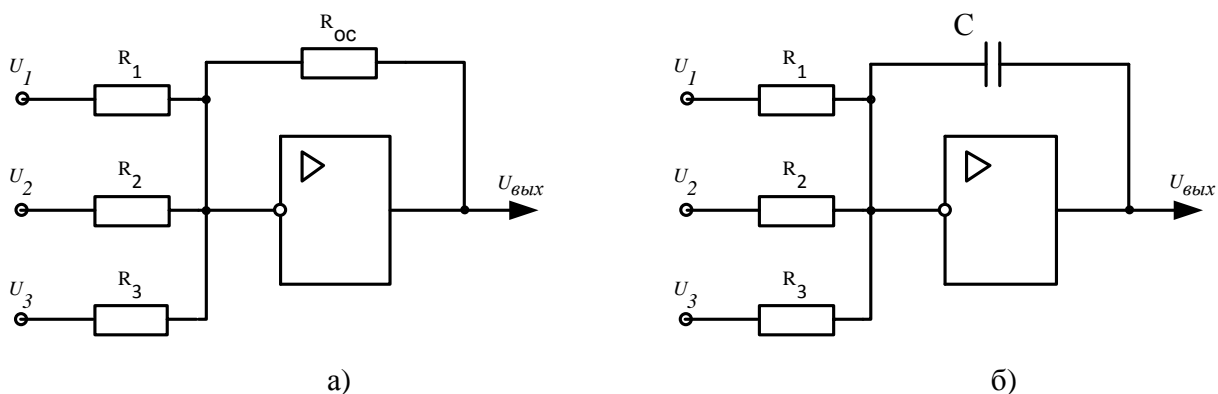 R_ОС
C
U_1
R_1
U_1
R_1
U_2
R_2
U_вых
U_2
R_2
U_вых
U_3
R_3
U_3
R_3
а)
б)